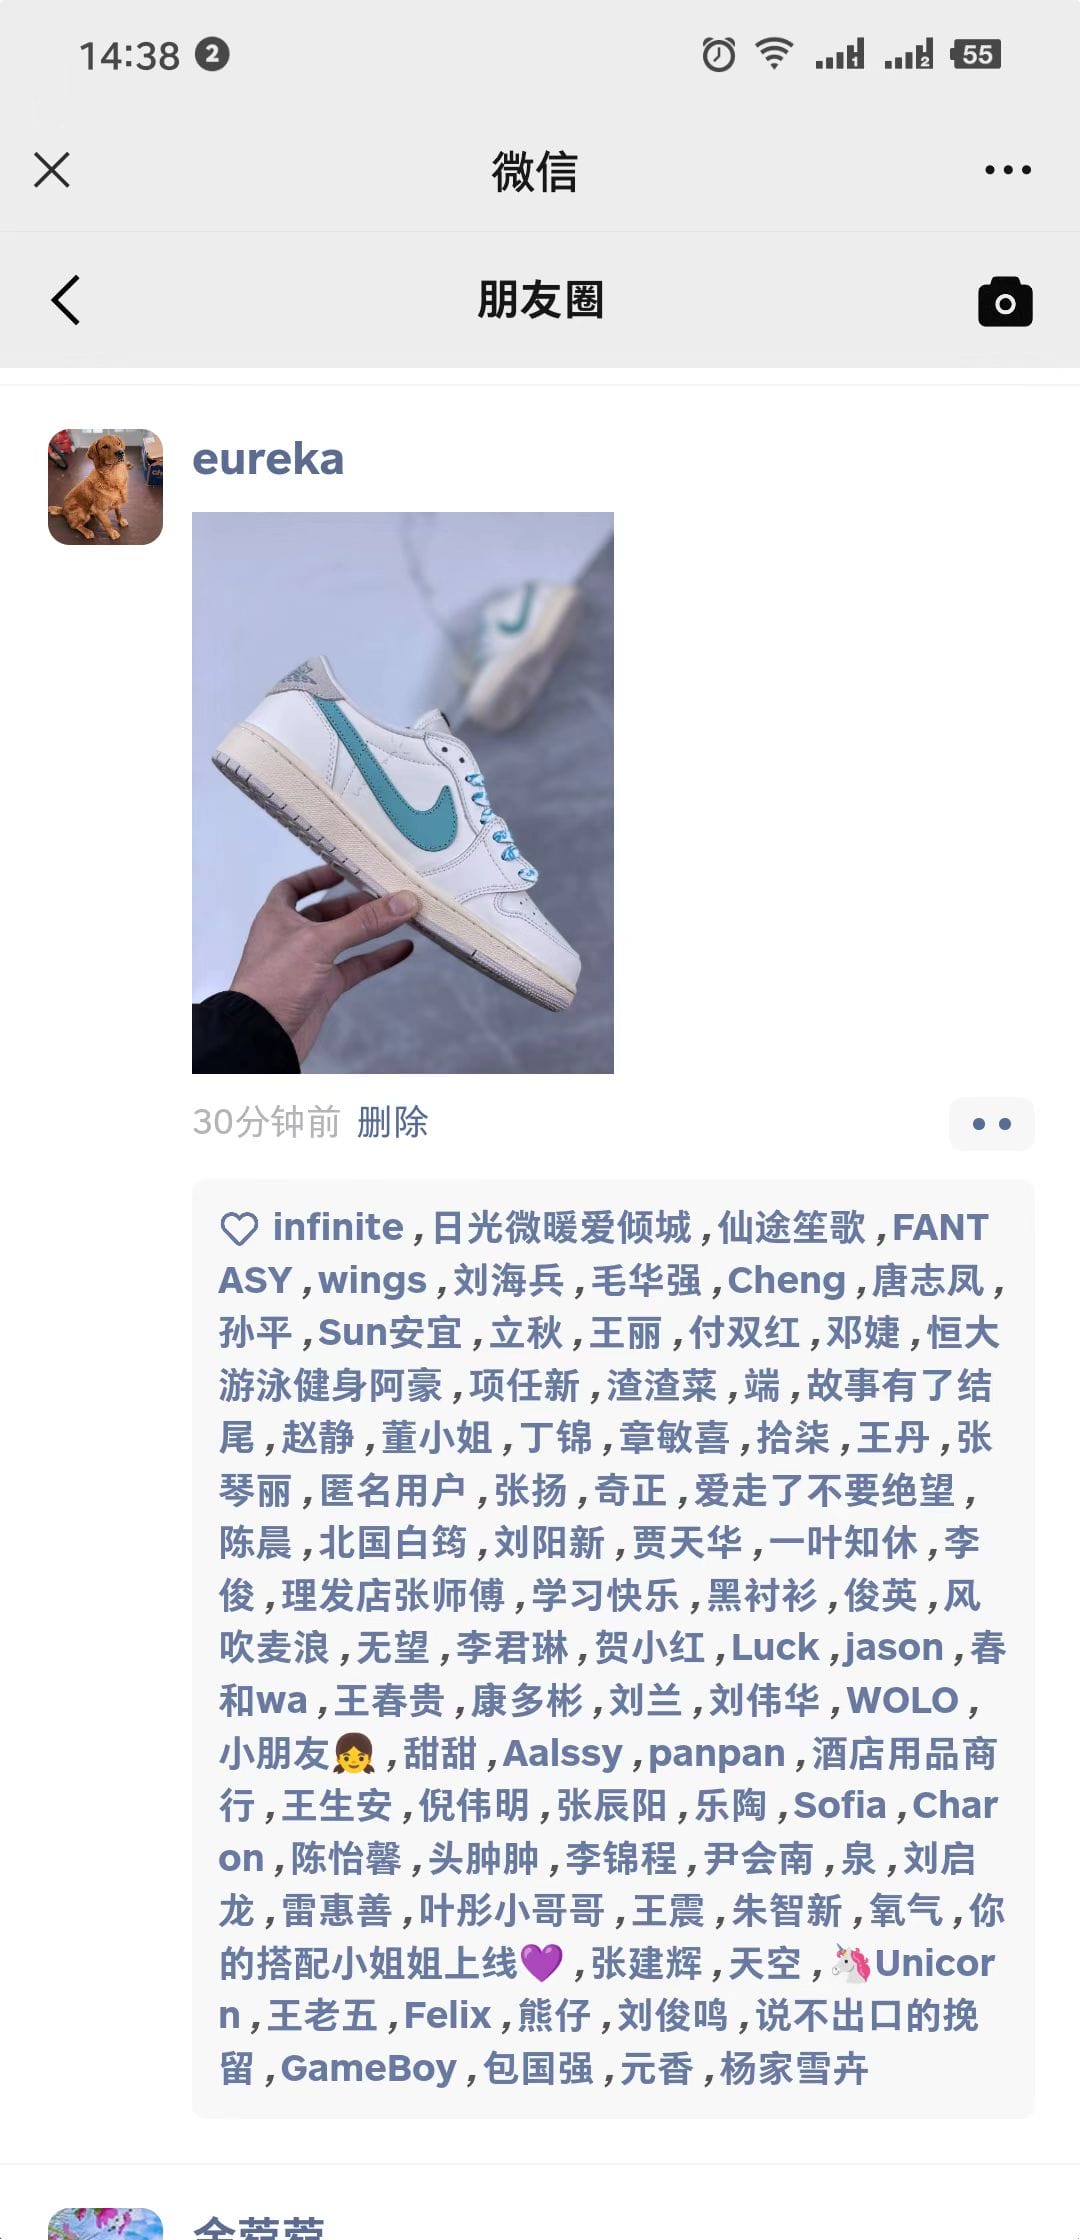 14:38 2 1 2 55
微信
朋友圈
eureka
30分钟前 删除
infinite ,日光微暖爱倾城 ,仙途笙歌 ,FANT
ASY ,wings ,刘海兵 ,毛华强 ,Cheng ,唐志凤 ,
孙平 ,Sun安宜 ,立秋 ,王丽 ,付双红 ,邓婕 ,恒大
游泳健身阿豪 ,项任新 ,渣渣菜 ,端 ,故事有了结
尾 ,赵静 ,董小姐 ,丁锦 ,章敏喜 ,拾柒 ,王丹 ,张
琴丽 ,匿名用户 ,张扬 ,奇正 ,爱走了不要绝望 ,
陈晨 ,北国白筠 ,刘阳新 ,贾天华 ,一叶知休 ,李
俊 ,理发店张师傅 ,学习快乐 ,黑衬衫 ,俊英 ,风
吹麦浪 ,无望 ,李君琳 ,贺小红 ,Luck ,jason ,春
和wa ,王春贵 ,康多彬 ,刘兰 ,刘伟华 ,WOLO ,
小朋友👧 ,甜甜 ,Aalssy ,panpan ,酒店用品商
行 ,王生安 ,倪伟明 ,张辰阳 ,乐陶 ,Sofia ,Char
on ,陈怡馨 ,头肿肿 ,李锦程 ,尹会南 ,泉 ,刘启
龙 ,雷惠善 ,叶彤小哥哥 ,王震 ,朱智新 ,氧气 ,你
的搭配小姐姐上线💜 ,张建辉 ,天空 ,🦄Unicor
n ,王老五 ,Felix ,熊仔 ,刘俊鸣 ,说不出口的挽
留 ,GameBoy ,包国强 ,元香 ,杨家雪卉